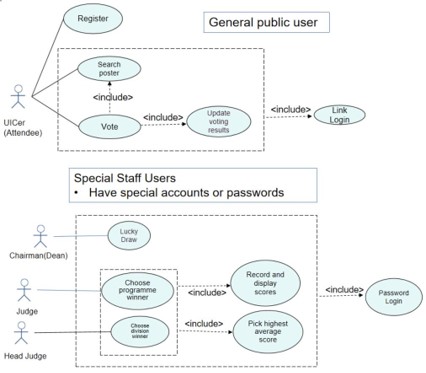 Register
General public user
Search
poster
<include>
UICer
(Attendee)
Vote
<include>
Update
voting
results
<include>
Link
Login
Special Staff Users
• Have special accounts or passwords
Lucky
Draw
Chairman(Dean)
Choose
programme
winner
<include>
Record and
display
scores
Judge
<include>
Password
Login
Choose
division
winner
<include>
Pick highest
average
score
Head Judge